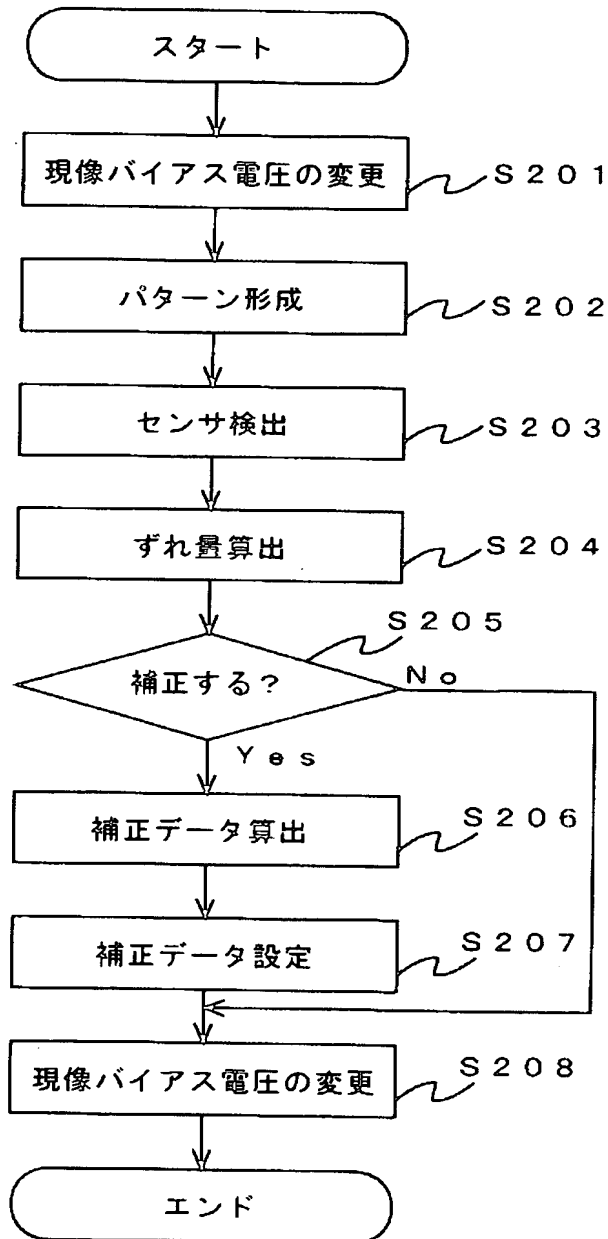 スタート
現像バイアス電圧の変更
S201
パターン形成
S202
センサ検出
S203
ずれ量算出
S204
S205
補正する?
No
Yes
補正データ算出
S206
補正データ設定
S207
現像バイアス電圧の変更
S208
エンド